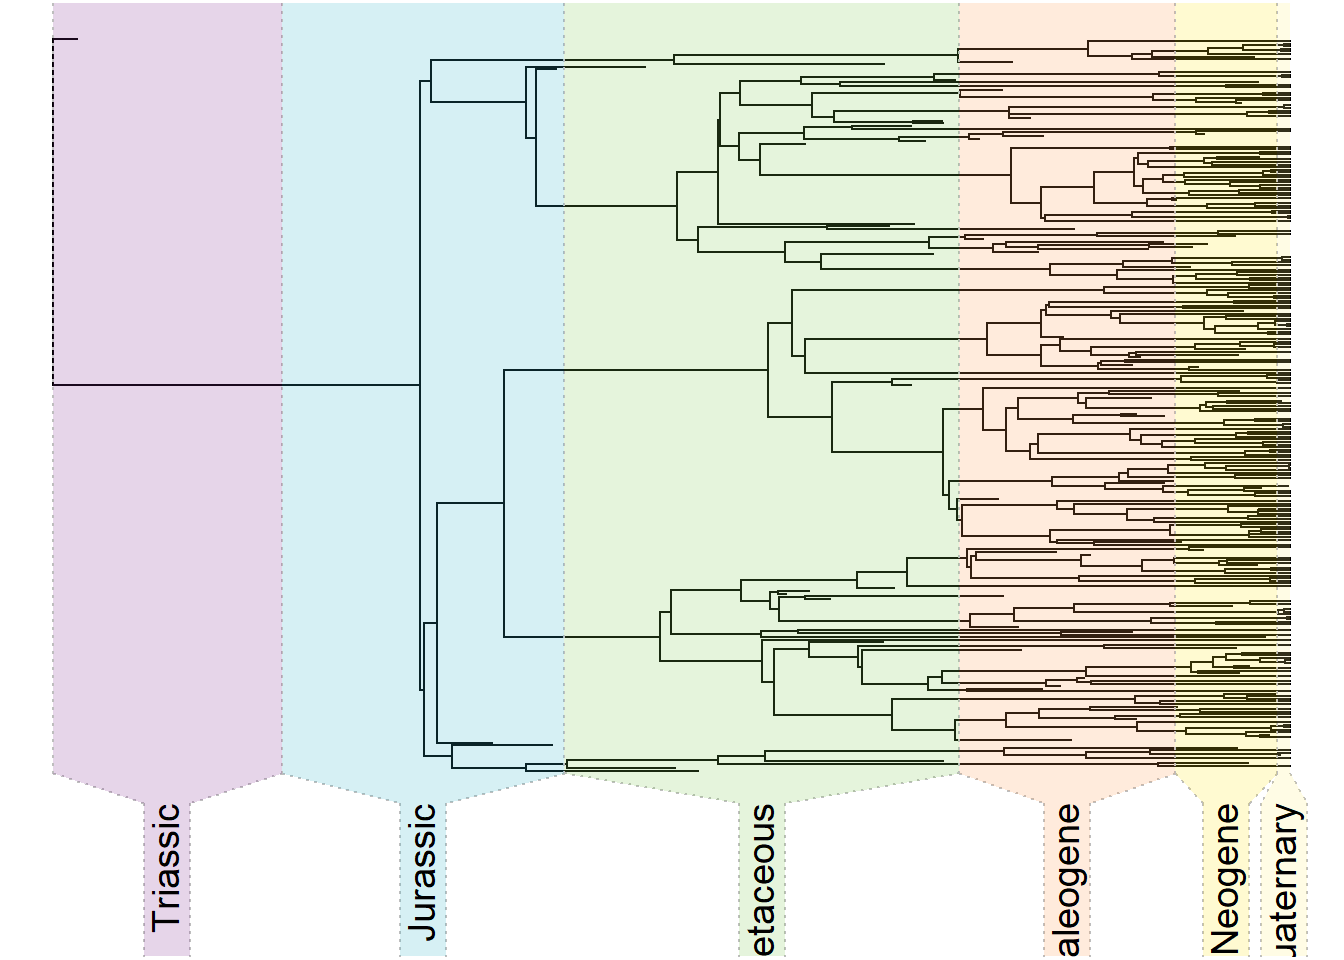 Triassic
Jurassic
etaceous
aleogene
Neogene
uaternary